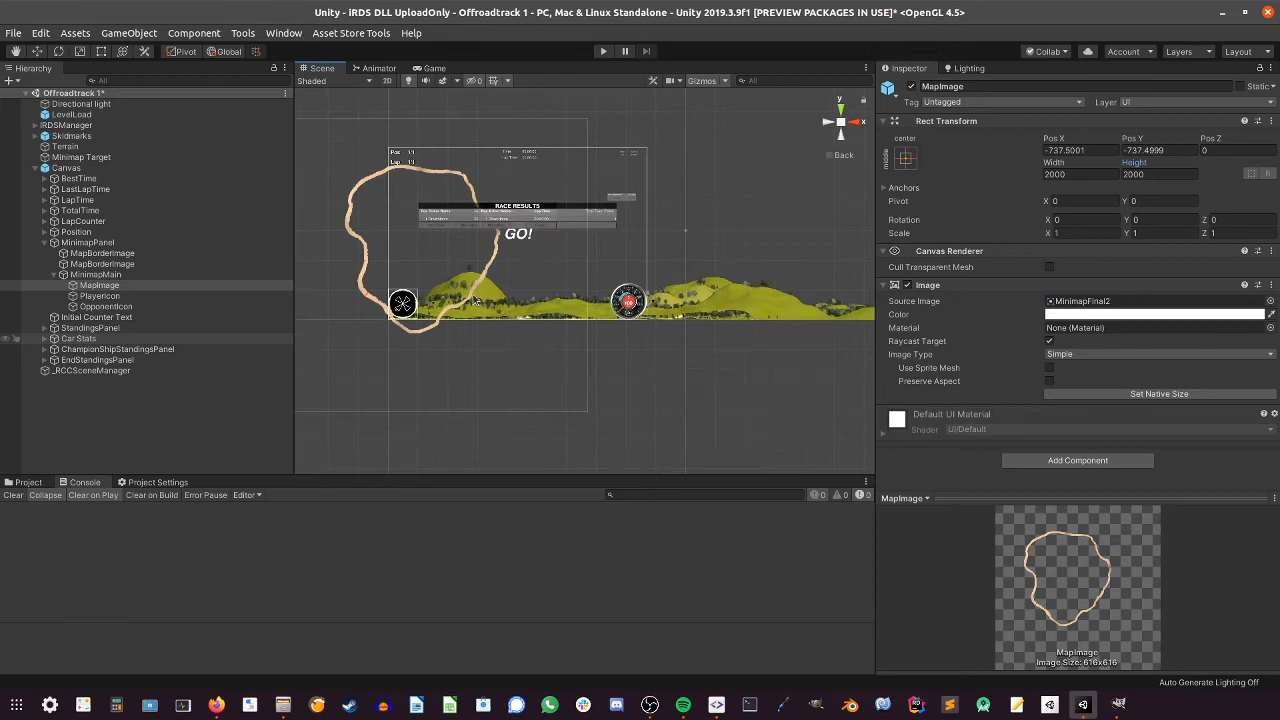 Unity - iRDS DLL UploadOnly - Offroadtrack 1 - PC, Mac & Linux Standalone - Unity 2019.3.9f1 [PREVIEW PACKAGES IN USE]* <OpenGL 4.5>
File Edit Assets GameObject Component Tools Window Asset Store Tools Help
Pivot Global Collab Account Layers Layout
Hierarchy Scene Animator Game Inspector Lighting
All Shaded 2D 0 Gizmos All
MapImage Static
Offroadtrack 1*
Tag Untagged Layer UI
Directional light
LevelLoad
IRDSManager
Skidmarks
Terrain
Minimap Target
Canvas
BestTime
LastLapTime
LapTime
TotalTime
LapCounter
Position
MinimapPanel
MapBorderImage
MapBorderImage
MinimapMain
MapImage
PlayerIcon
OpponentIcon
Initial Counter Text
StandingsPanel
Car Stats
ChampionShipStandingsPanel
EndStandingsPanel
_RCCSceneManager
y
x
Back
Pos 1\1
Lap 1\1
RACE RESULTS
GO!
Rect Transform
center
middle
Pos X Pos Y Pos Z
-737.5001 -737.4999 0
Width Height
2000 2000
R
Anchors
Pivot X 0 Y 0
Rotation X 0 Y 0 Z 0
Scale X 1 Y 1 Z 1
Canvas Renderer
Cull Transparent Mesh
Image
Source Image MinimapFinal2
Color
Material None (Material)
Raycast Target
Image Type Simple
Use Sprite Mesh
Preserve Aspect
Set Native Size
Default UI Material
Shader UI/Default
Add Component
Project Console Project Settings
Clear Collapse Clear on Play Clear on Build Error Pause Editor 0 0 0
MapImage
MapImage
Image Size: 616x616
Auto Generate Lighting Off